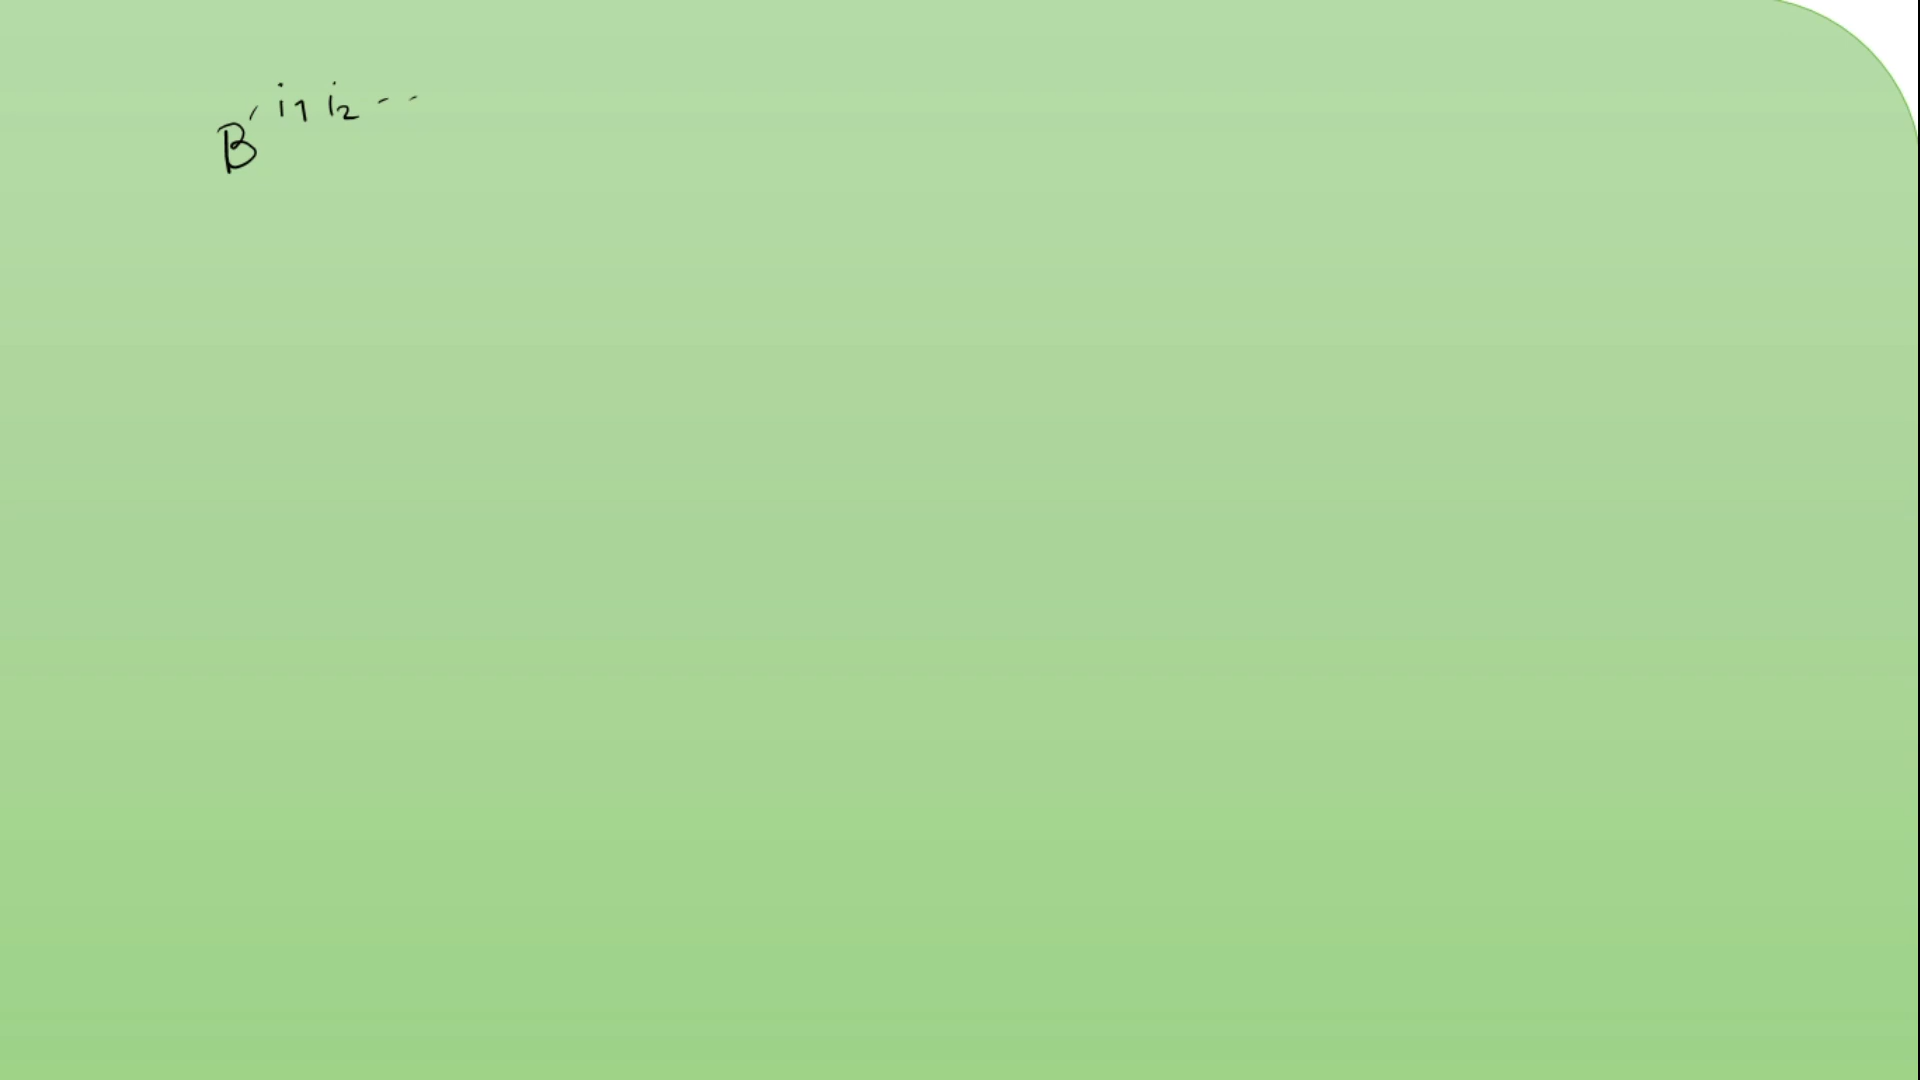 B′ i₁ i₂ - -